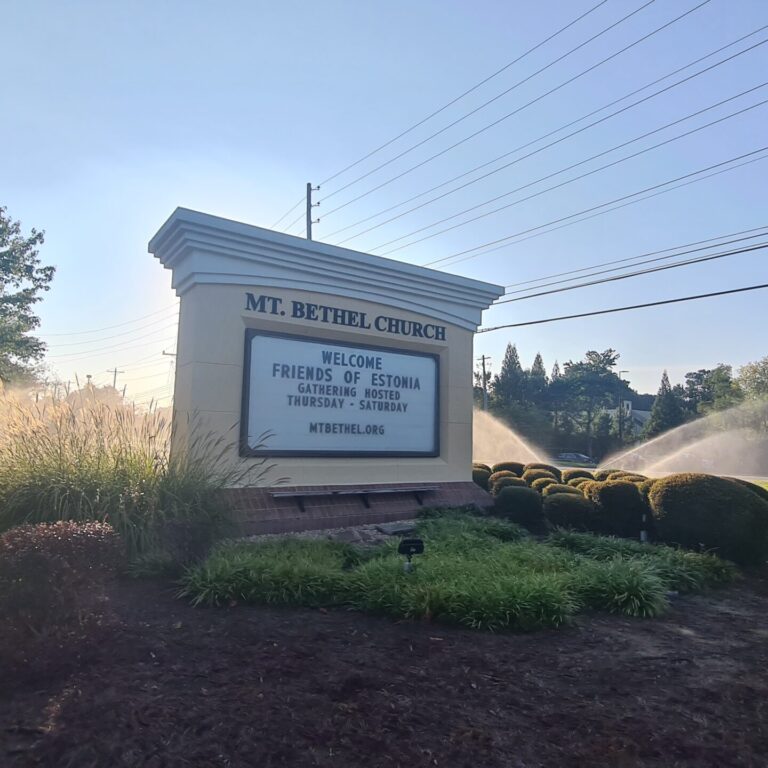 MT. BETHEL CHURCH
WELCOME
FRIENDS OF ESTONIA
GATHERING HOSTED
THURSDAY - SATURDAY
MTBETHEL.ORG